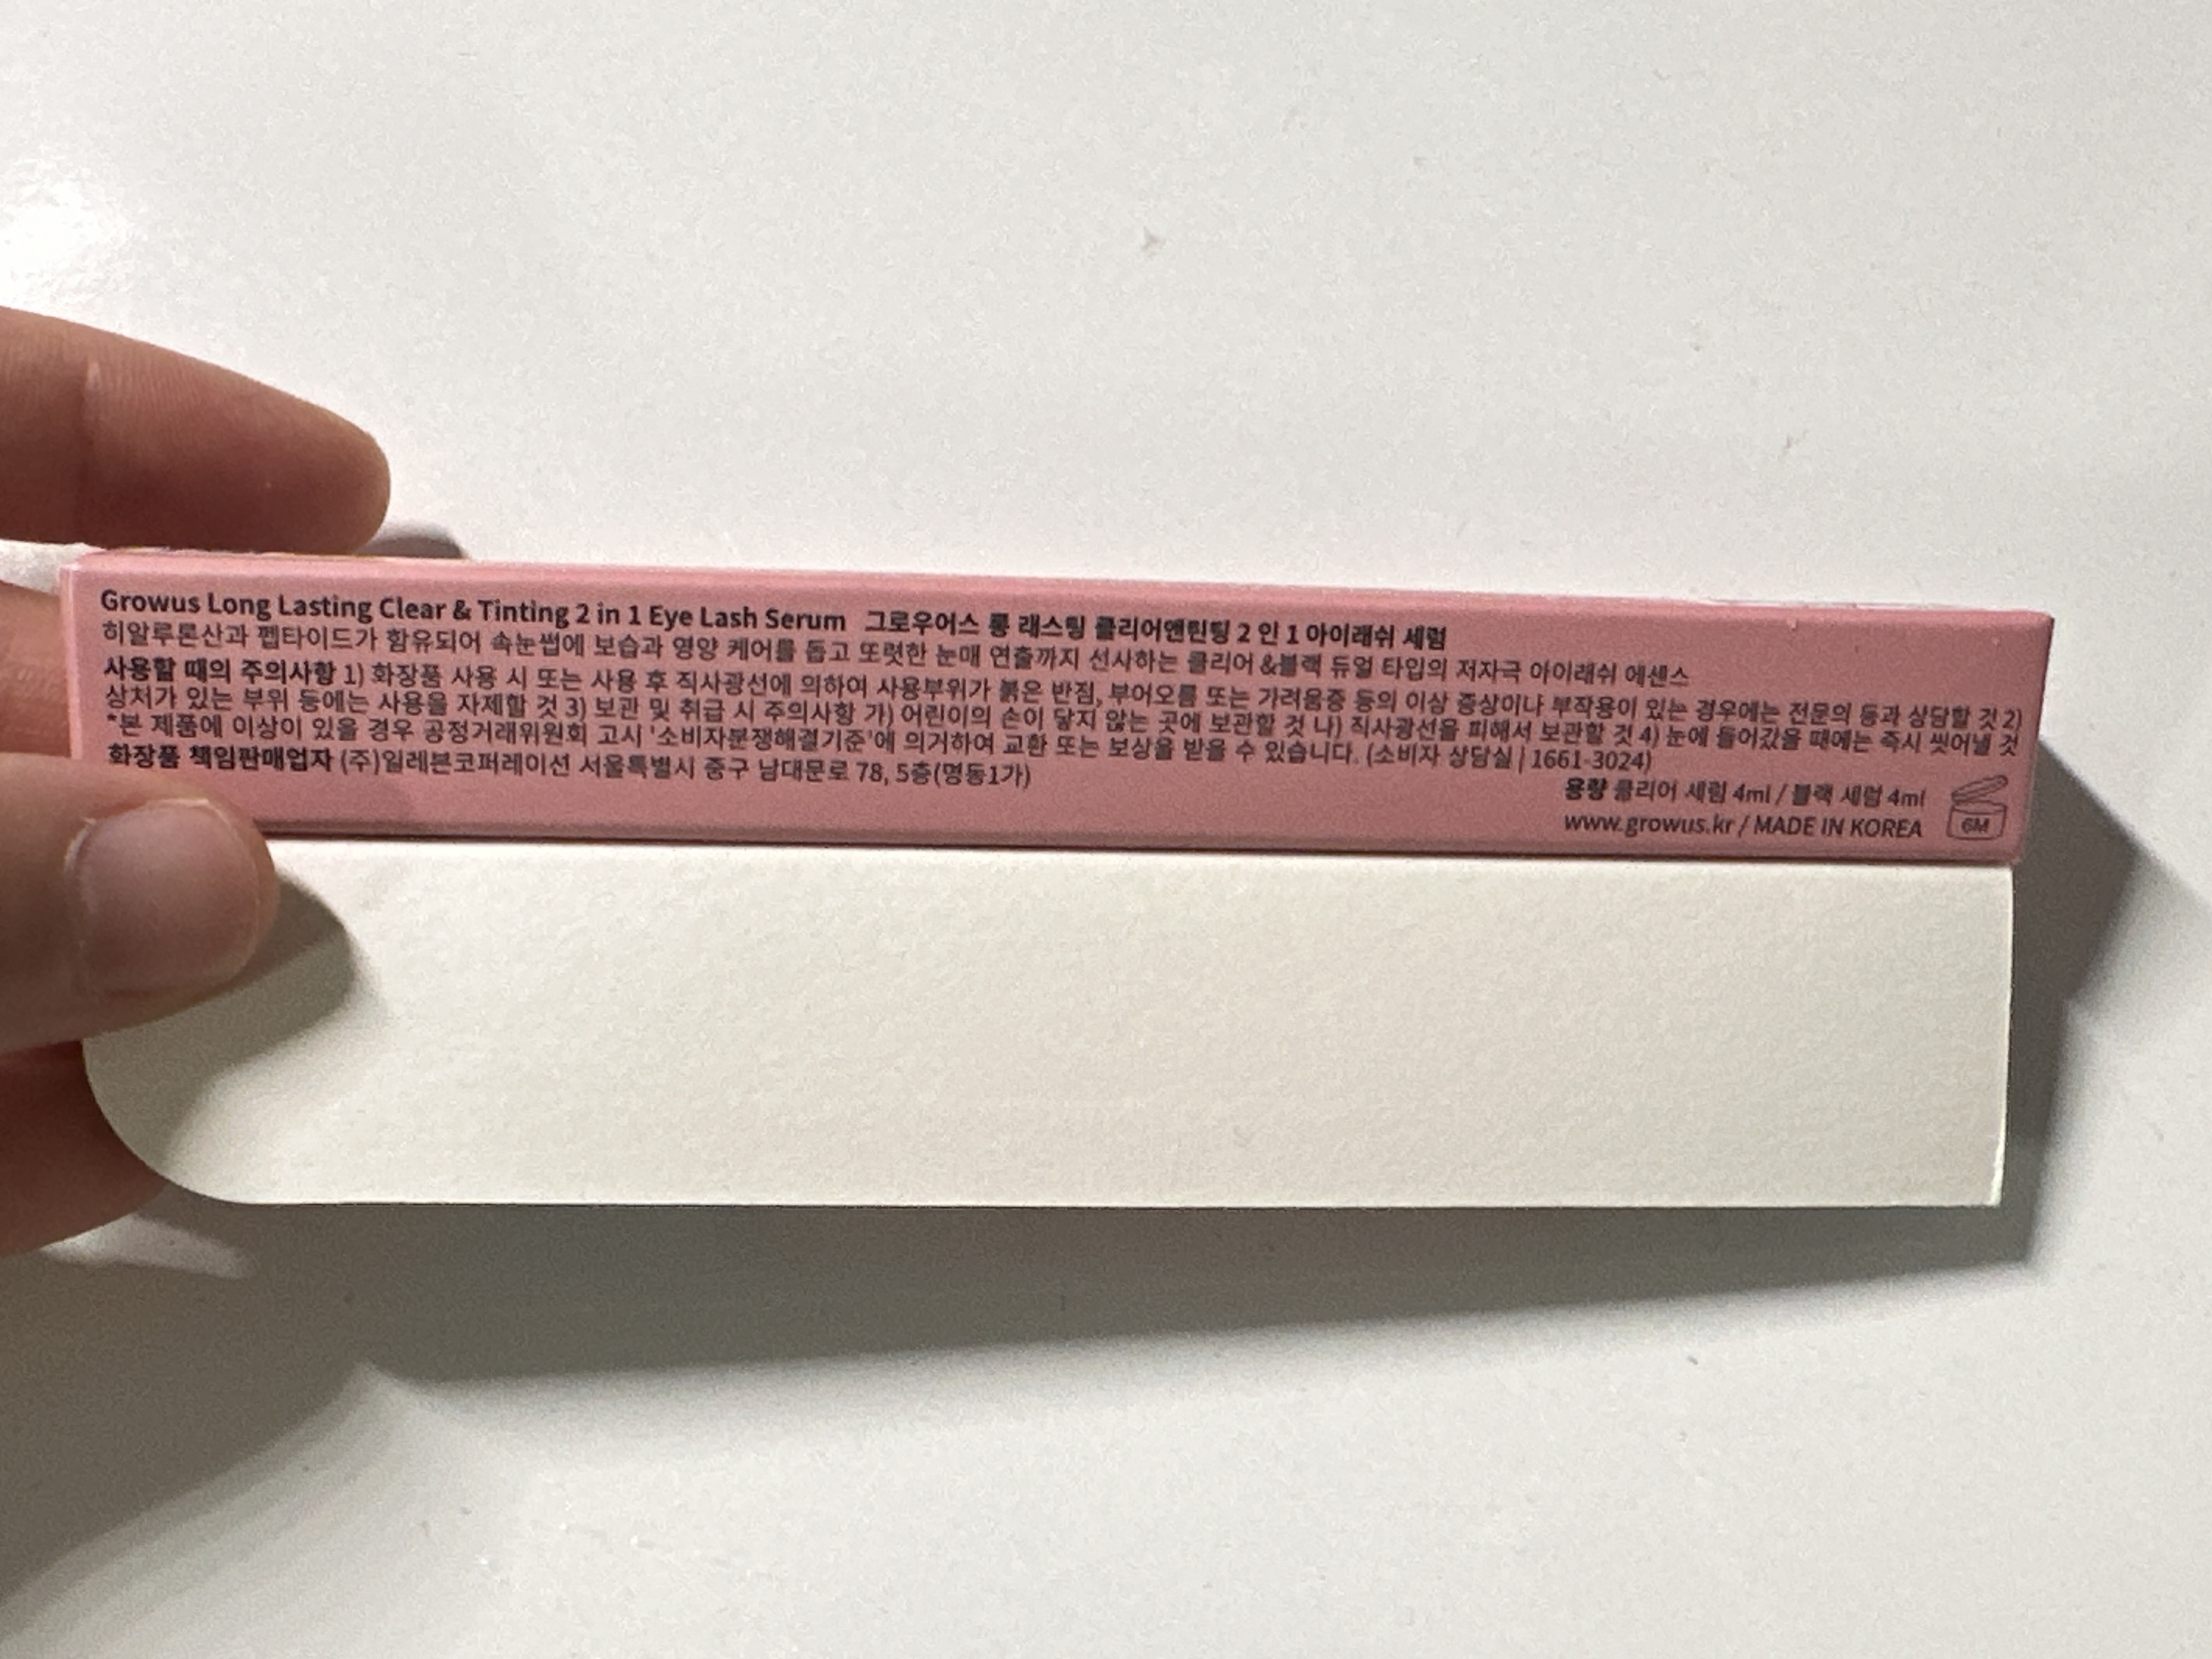 Growus Long Lasting Clear & Tinting 2 in 1 Eye Lash Serum 그로우어스 롱 래스팅 클리어앤틴팅 2 인 1 아이래쉬 세럼
히알루론산과 펩타이드가 함유되어 속눈썹에 보습과 영양 케어를 돕고 또렷한 눈매 연출까지 선사하는 클리어&블랙 듀얼 타입의 저자극 아이래쉬 에센스
사용할 때의 주의사항 1) 화장품 사용 시 또는 사용 후 직사광선에 의하여 사용부위가 붉은 반점, 부어오름 또는 가려움증 등의 이상 증상이나 부작용이 있는 경우에는 전문의 등과 상담할 것 2)
상처가 있는 부위 등에는 사용을 자제할 것 3) 보관 및 취급 시 주의사항 가) 어린이의 손이 닿지 않는 곳에 보관할 것 나) 직사광선을 피해서 보관할 것 4) 눈에 들어갔을 때에는 즉시 씻어낼 것
*본 제품에 이상이 있을 경우 공정거래위원회 고시 '소비자분쟁해결기준'에 의거하여 교환 또는 보상을 받을 수 있습니다. (소비자 상담실 | 1661-3024)
화장품 책임판매업자 (주)일레븐코퍼레이션 서울특별시 중구 남대문로 78, 5층(명동1가)
용량 클리어 세럼 4ml / 블랙 세럼 4ml
www.growus.kr / MADE IN KOREA
6M